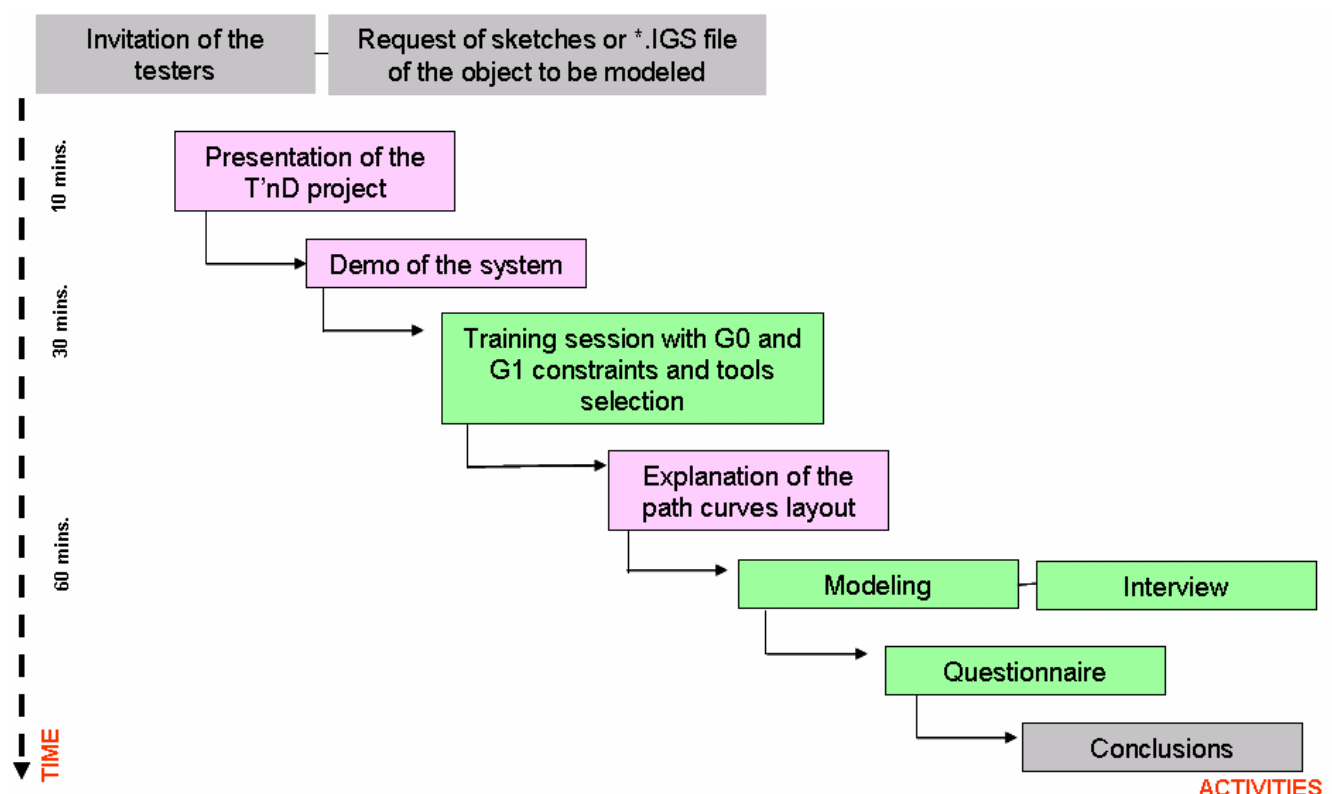 Invitation of the
testers
Request of sketches or *.IGS file
of the object to be modeled
10 mins.
Presentation of the
T'nD project
Demo of the system
30 mins.
Training session with G0 and
G1 constraints and tools
selection
Explanation of the
path curves layout
60 mins.
Modeling
Interview
Questionnaire
Conclusions
TIME
ACTIVITIES